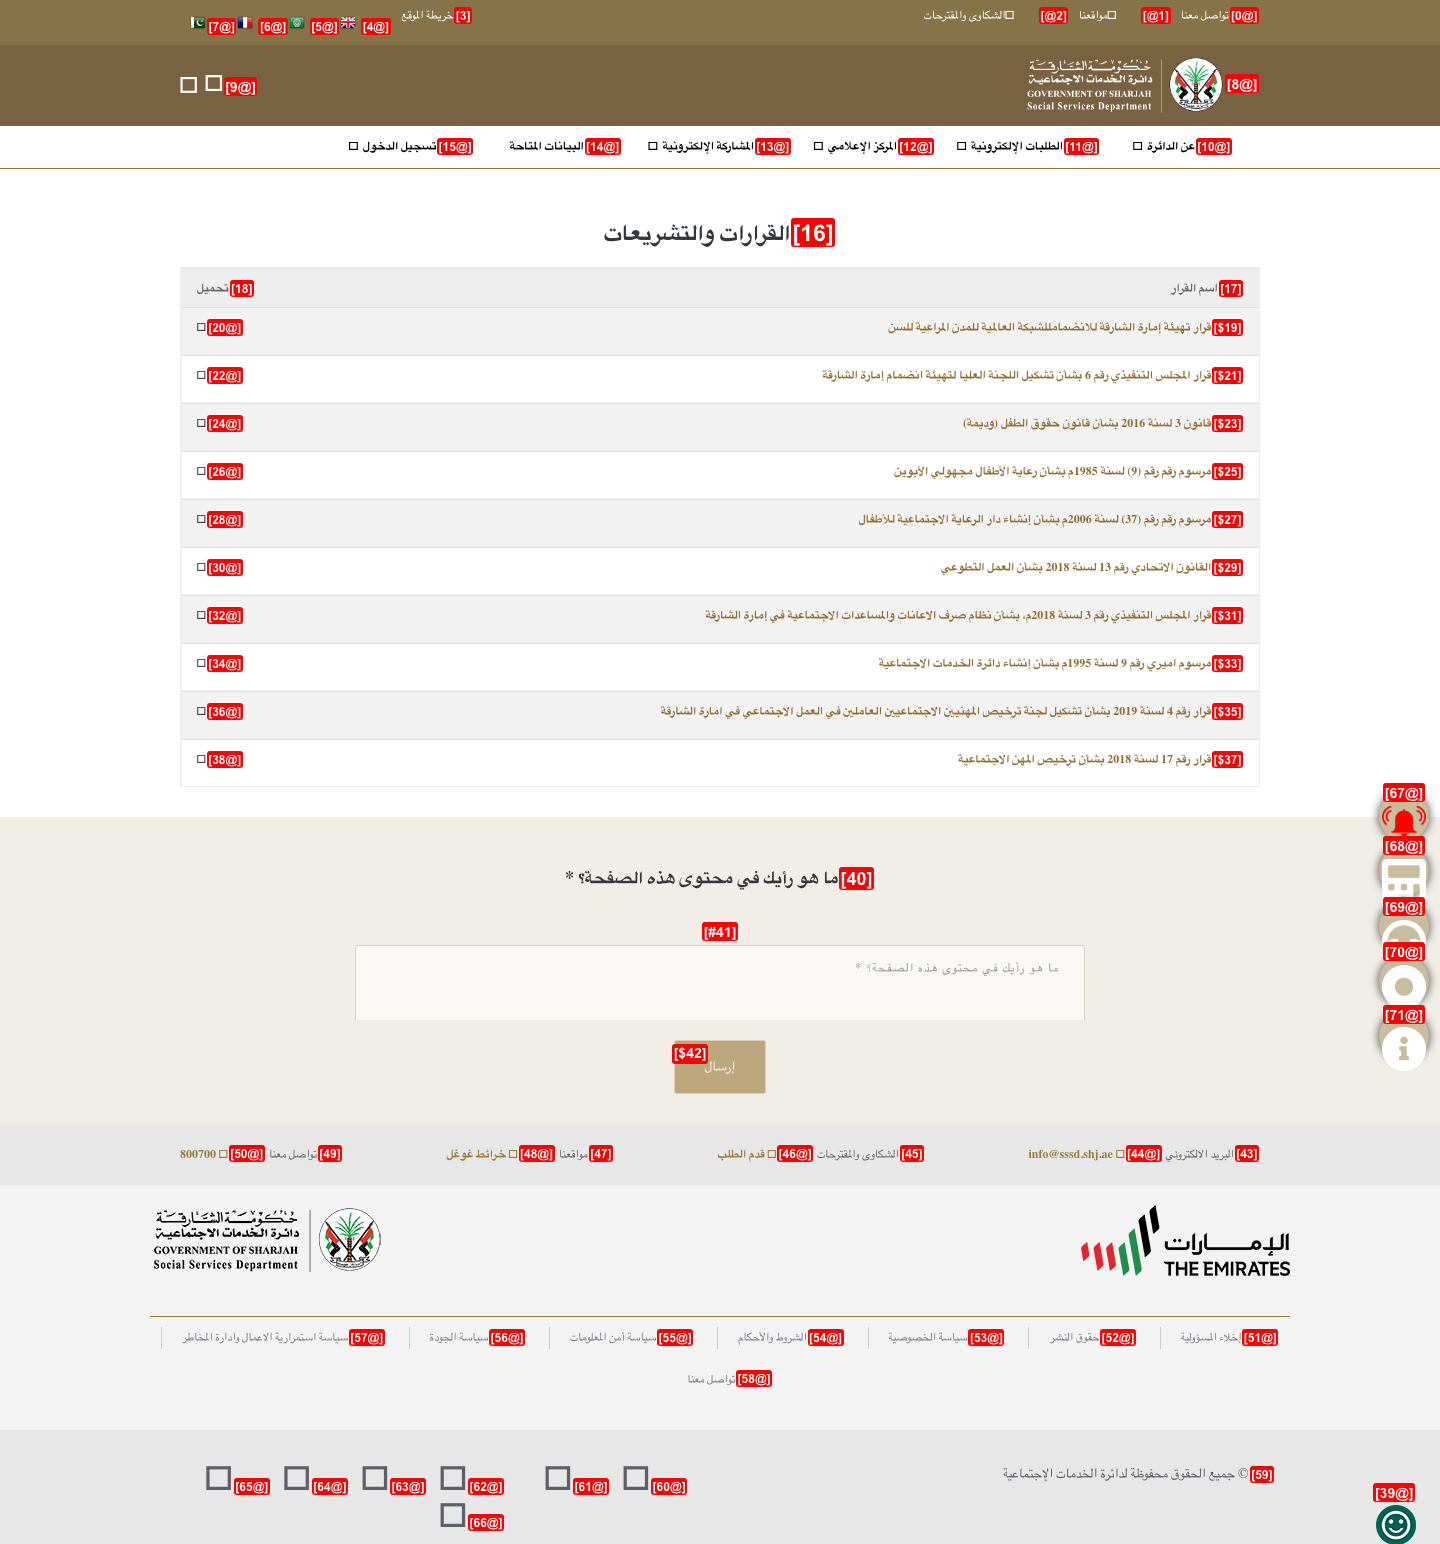 [@0] تواصل معنا [@1] مواقعنا [@2] الشكاوى والمقترحات [3] خريطة الموقع [@4] [@5] [@6] [@7]
[@8] حكومة الشارقة
دائرة الخدمات الاجتماعية
GOVERNMENT OF SHARJAH
Social Services Department
[@9]
[@10] عن الدائرة [@11] الطلبات الإلكترونية [@12] المركز الإعلامي [@13] المشاركة الإلكترونية [@14] البيانات المتاحة [@15] تسجيل الدخول
[16] القرارات والتشريعات
[17] اسم القرار [18] تحميل
[$19] قرار تهيئة إمارة الشارقة للانضمامللشبكة العالمية للمدن المراعية للسن [@20]
[$21] قرار المجلس التنفيذي رقم 6 بشأن تشكيل اللجنة العليا لتهيئة انضمام إمارة الشارقة [@22]
[$23] قانون 3 لسنة 2016 بشأن قانون حقوق الطفل (وديمة) [@24]
[$25] مرسوم رقم رقم (9) لسنة 1985م بشأن رعاية الأطفال مجهولي الأبوين [@26]
[$27] مرسوم رقم رقم (37) لسنة 2006م بشأن إنشاء دار الرعاية الاجتماعية للأطفال [@28]
[$29] القانون الاتحادي رقم 13 لسنة 2018 بشأن العمل التطوعي [@30]
[$31] قرار المجلس التنفيذي رقم 3 لسنة 2018م، بشأن نظام صرف الاعانات والمساعدات الاجتماعية في إمارة الشارقة [@32]
[$33] مرسوم اميري رقم 9 لسنة 1995م بشأن إنشاء دائرة الخدمات الاجتماعية [@34]
[$35] قرار رقم 4 لسنة 2019 بشأن تشكيل لجنة ترخيص المهنيين الاجتماعيين العاملين في العمل الاجتماعي في امارة الشارقة [@36]
[$37] قرار رقم 17 لسنة 2018 بشأن ترخيص المهن الاجتماعية [@38]
[@67]
[@68]
[40] ما هو رأيك في محتوى هذه الصفحة؟ *
[@69]
[#41]
[@70]
ما هو رأيك في محتوى هذه الصفحة؟ *
[@71]
[$42] إرسال
[43] البريد الالكتروني [@44] info@sssd.shj.ae [45] الشكاوى والمقترحات [@46] قدم الطلب [47] مواقعنا [@48] خرائط غوغل [49] تواصل معنا [@50] 800700
الإمارات
THE EMIRATES
حكومة الشارقة
دائرة الخدمات الاجتماعية
GOVERNMENT OF SHARJAH
Social Services Department
[@51] إخلاء المسؤولية [@52] حقوق النشر [@53] سياسة الخصوصية [@54] الشروط والأحكام [@55] سياسة أمن المعلومات [@56] سياسة الجودة [@57] سياسة استمرارية الاعمال وادارة المخاطر
[@58] تواصل معنا
[59] © جميع الحقوق محفوظة لدائرة الخدمات الإجتماعية
[@60] [@61] [@62] [@63] [@64] [@65]
[@39]
[@66]